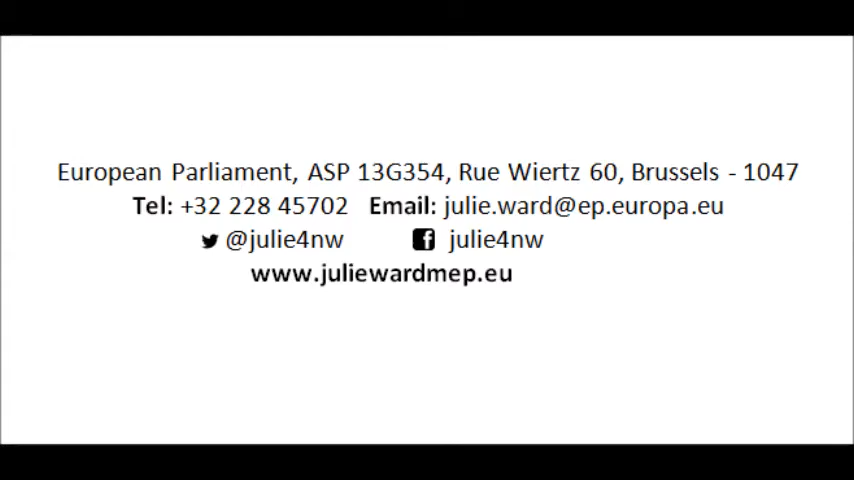 European Parliament, ASP 13G354, Rue Wiertz 60, Brussels - 1047
Tel: +32 228 45702 Email: julie.ward@ep.europa.eu
@julie4nw julie4nw
www.juliewardmep.eu